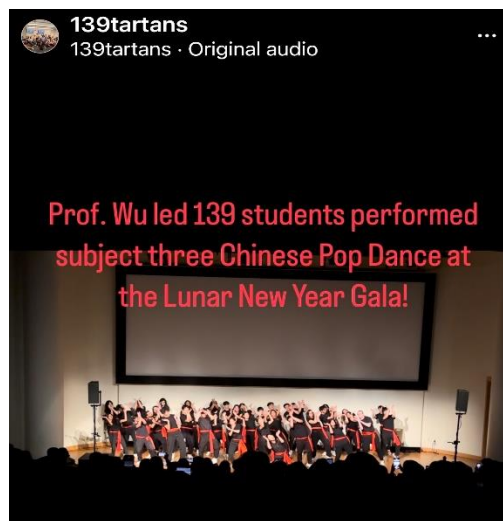 139tartans
139tartans · Original audio
...
Prof. Wu led 139 students performed
subject three Chinese Pop Dance at
the Lunar New Year Gala!